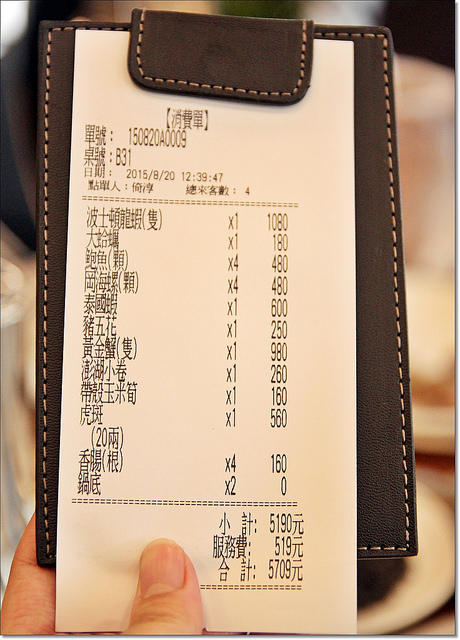 【消費單】
單號： 150820A0009
桌號：B31
日期： 2015/8/20 12:39:47
點單人：倚淳 總來客數： 4
波士頓龍蝦(隻) x1 1080
大蛤蠣 x1 180
鮑魚(顆) x4 480
岡海螺(顆) x4 480
泰國蝦 x1 600
豬五花 x1 250
黃金蟹(隻) x1 980
澎湖小卷 x1 260
帶殼玉米筍 x1 160
虎斑 x1 560
(20兩)
香腸(根) x4 160
鍋底 x2 0
小 計： 5190元
服務費： 519元
合 計： 5709元